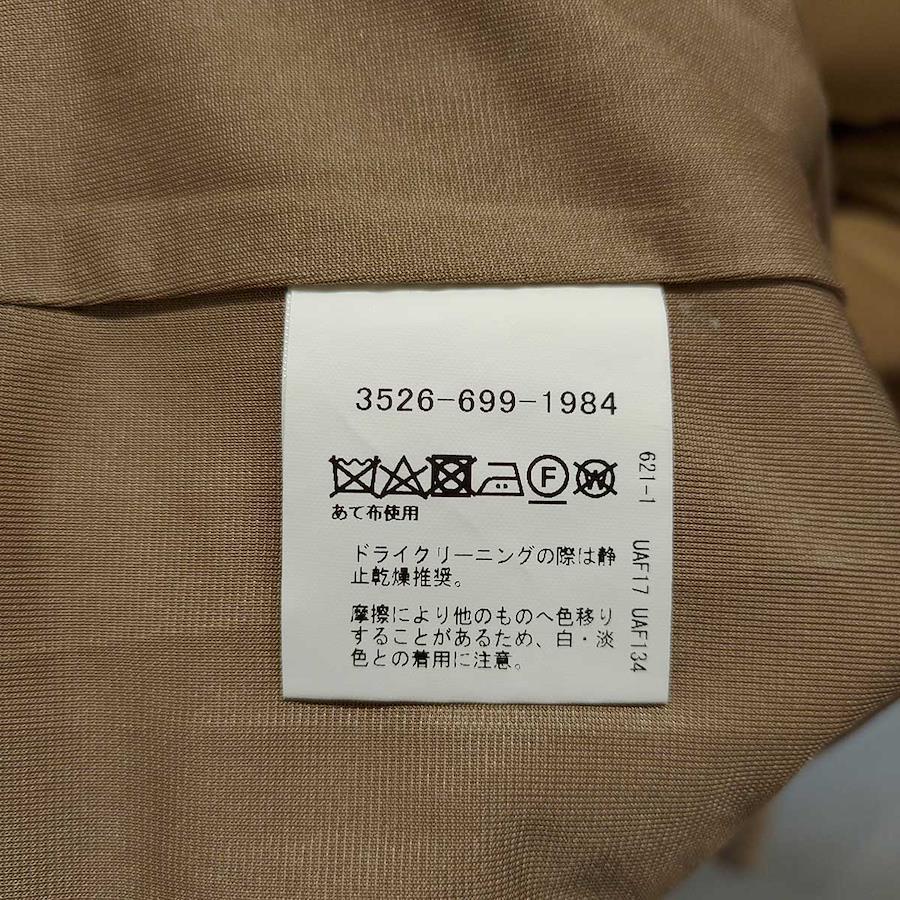 3526-699-1984
F W
あて布使用
ドライクリーニングの際は静
止乾燥推奨。
摩擦により他のものへ色移り
することがあるため、白・淡
色との着用に注意。
621-1 UAF17 UAF134